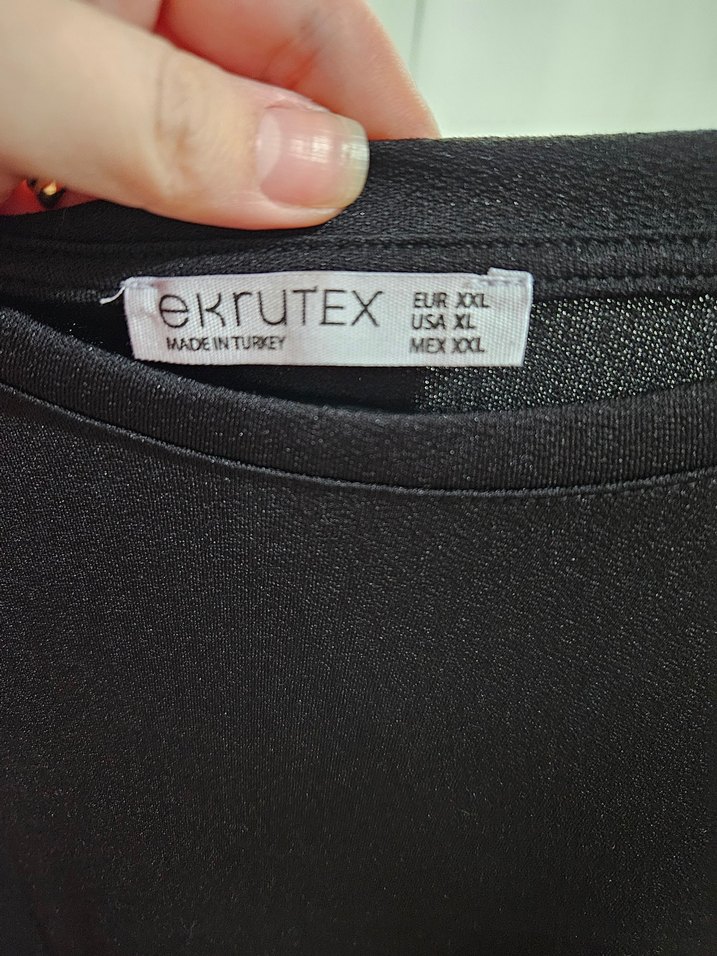 ekruTEX
MADE IN TURKEY
EUR XXL
USA XL
MEX XXL